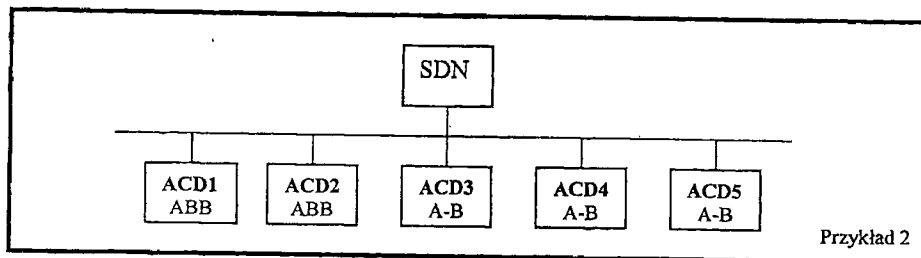 SDN
ACD1 ACD2 ACD3 ACD4 ACD5
ABB ABB A-B A-B A-B
Przykład 2